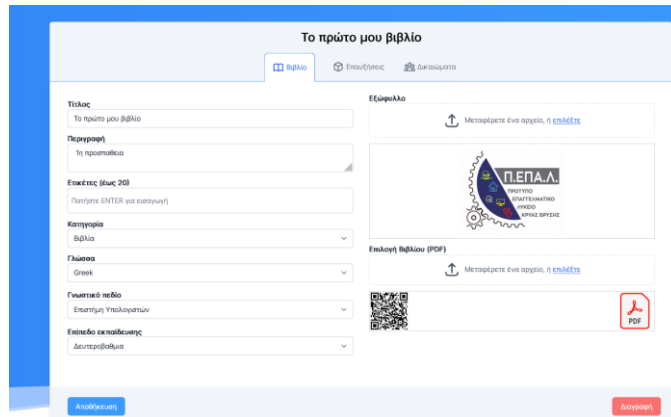 Το πρώτο μου βιβλίο
Βιβλίο
Επαυξήσεις
Δικαιώματα
Τίτλος
Το πρώτο μου βιβλίο
Περιγραφή
1η προσπαθεια
Ετικέτες (έως 20)
Πατήστε ENTER για εισαγωγή
Κατηγορία
Βιβλία
Γλώσσα
Greek
Γνωστικό πεδίο
Επιστήμη Υπολογιστών
Επίπεδο εκπαίδευσης
Δευτεροβαθμια
Εξώφυλλο
Μεταφέρετε ένα αρχείο, ή επιλέξτε
Π.ΕΠΑ.Λ.
ΠΡΟΤΥΠΟ
ΕΠΑΓΓΕΛΜΑΤΙΚΟ
ΛΥΚΕΙΟ
ΚΡΥΑΣ ΒΡΥΣΗΣ
Επιλογή Βιβλίου (PDF)
Μεταφέρετε ένα αρχείο, ή επιλέξτε
PDF
Αποθήκευση
Διαγραφή